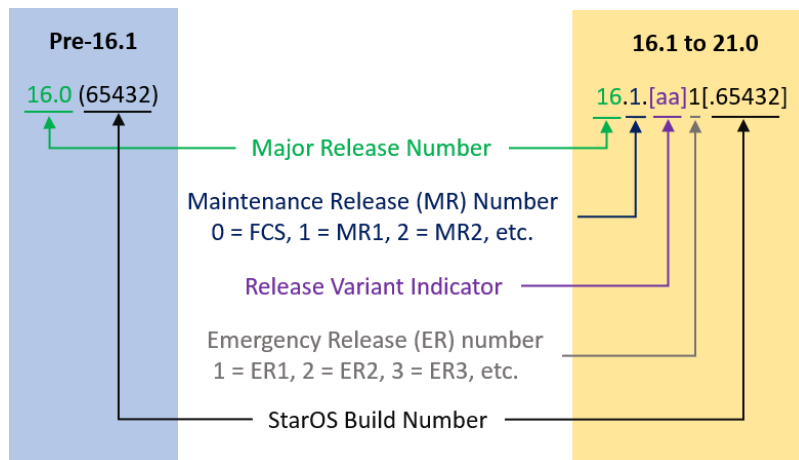 Pre-16.1
16.1 to 21.0
16.0 (65432)
16.1.[aa]1[.65432]
Major Release Number
Maintenance Release (MR) Number
0 = FCS, 1 = MR1, 2 = MR2, etc.
Release Variant Indicator
Emergency Release (ER) number
1 = ER1, 2 = ER2, 3 = ER3, etc.
StarOS Build Number